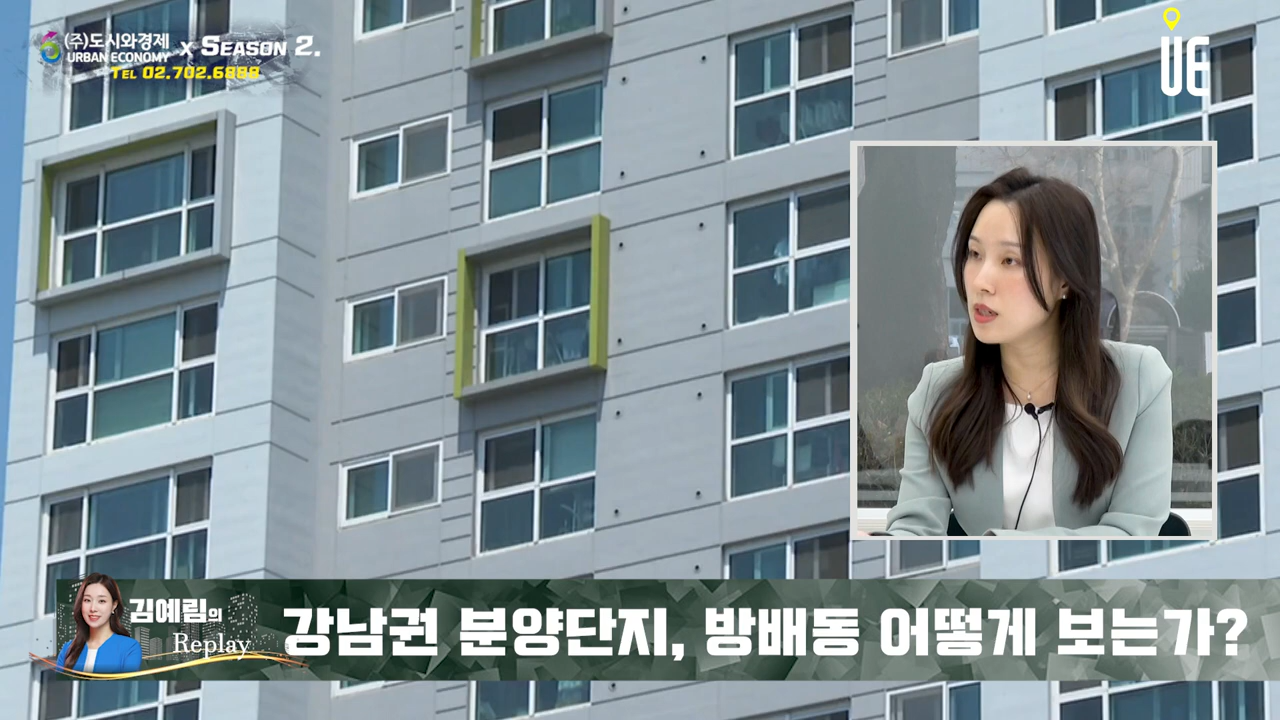 (주)도시와경제
URBAN ECONOMY
X SEASON 2.
TEL 02.702.6888
UE
김예림의
Replay
강남권 분양단지, 방배동 어떻게 보는가?